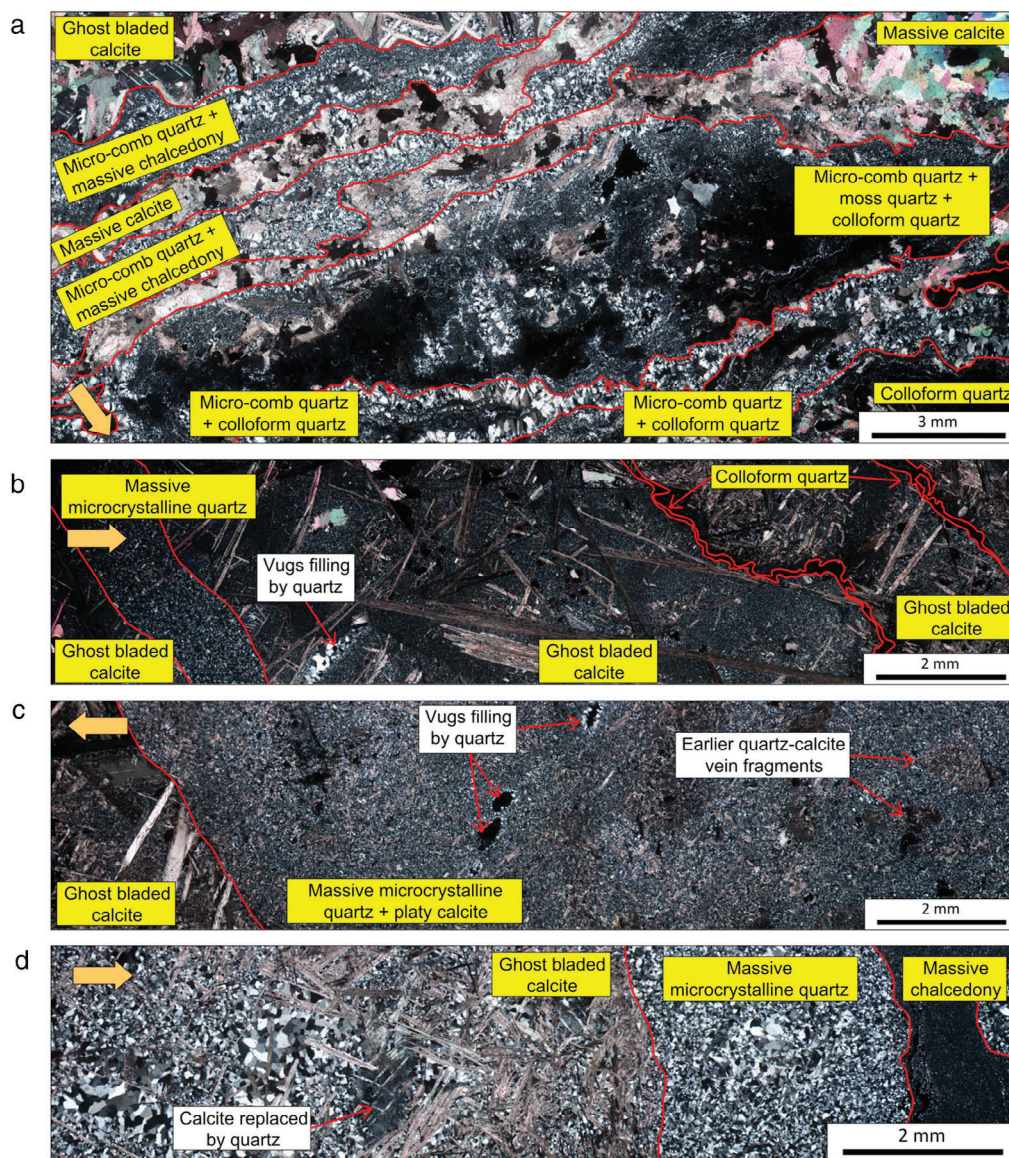 a
Ghost bladed
calcite
Massive calcite
Micro-comb quartz +
massive chalcedony
Massive calcite
Micro-comb quartz +
massive chalcedony
Micro-comb quartz +
moss quartz +
colloform quartz
Micro-comb quartz
+ colloform quartz
Micro-comb quartz
+ colloform quartz
Colloform quartz
3 mm
b
Massive
microcrystalline quartz
Colloform quartz
Vugs filling
by quartz
Ghost bladed
calcite
Ghost bladed
calcite
Ghost bladed
calcite
2 mm
c
Vugs filling
by quartz
Earlier quartz-calcite
vein fragments
Ghost bladed
calcite
Massive microcrystalline
quartz + platy calcite
2 mm
d
Ghost bladed
calcite
Massive
microcrystalline quartz
Massive
chalcedony
Calcite replaced
by quartz
2 mm